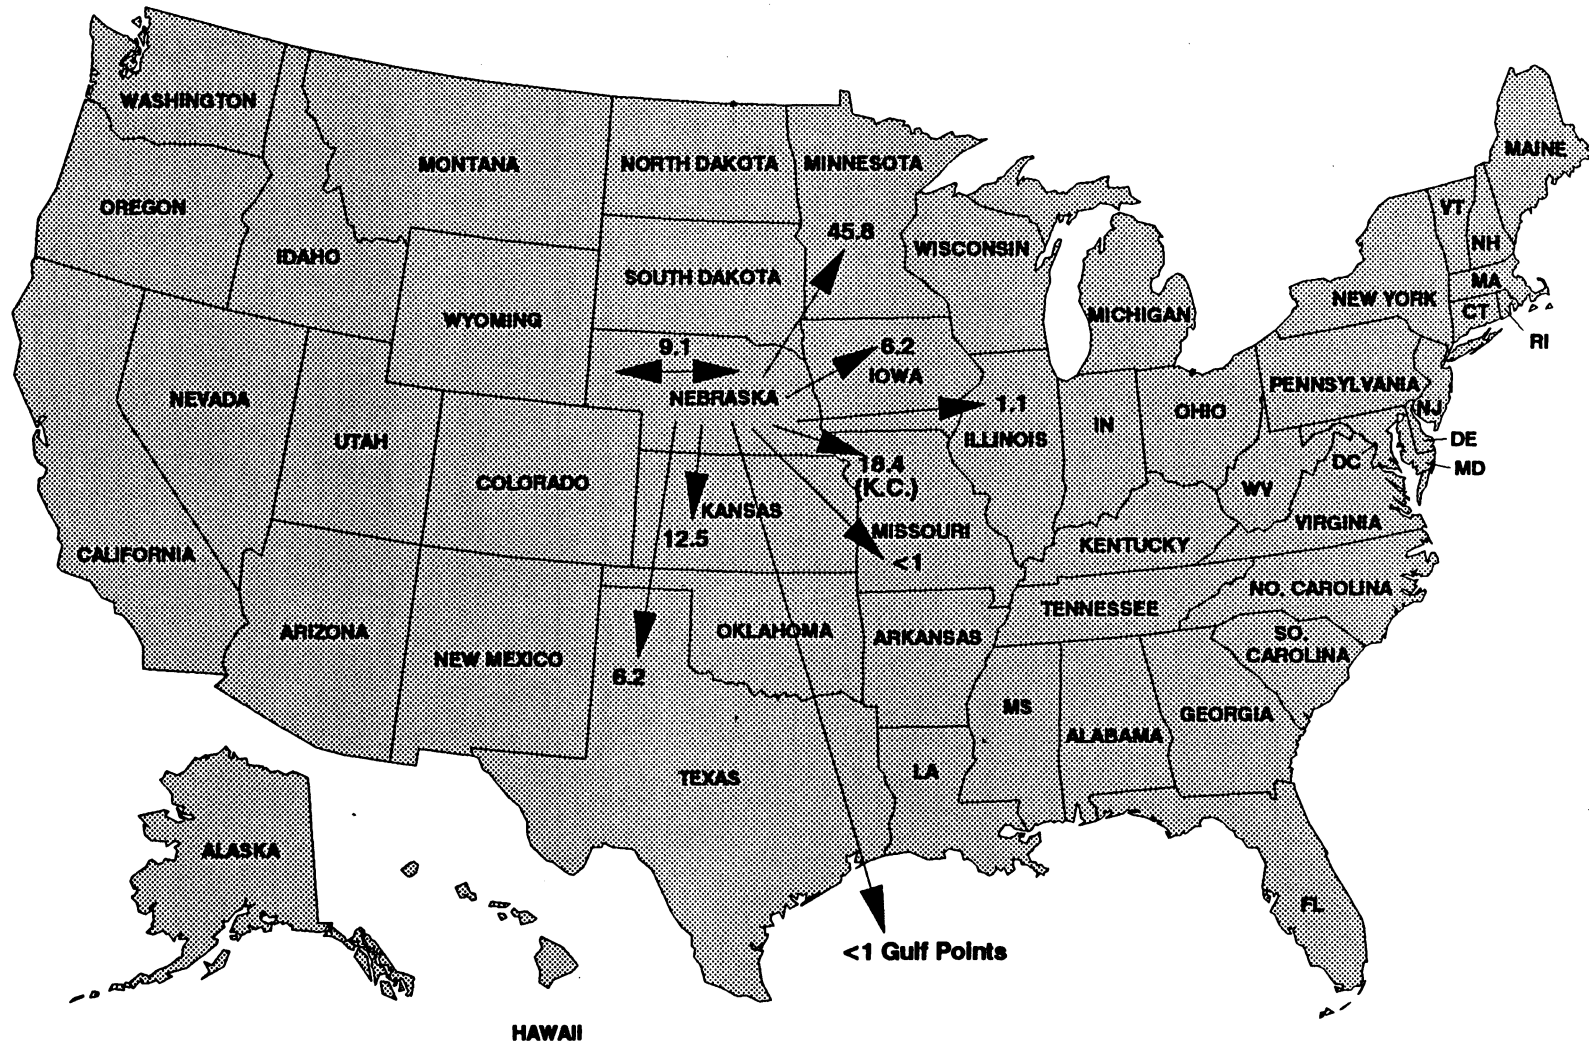 WASHINGTON
MONTANA
NORTH DAKOTA
MINNESOTA
MAINE
OREGON
IDAHO
VT
NH
45.8
WISCONSIN
SOUTH DAKOTA
MA
NEW YORK
CT
WYOMING
MICHIGAN
RI
9.1
6.2
IOWA
NEBRASKA
1.1
NEVADA
PENNSYLVANIA
NJ
UTAH
ILLINOIS
IN
OHIO
DE
MD
DC
18.4
(K.C.)
COLORADO
KANSAS
WV
12.5
MISSOURI
<1
VIRGINIA
KENTUCKY
CALIFORNIA
NO. CAROLINA
TENNESSEE
ARIZONA
OKLAHOMA
ARKANSAS
SO.
CAROLINA
NEW MEXICO
6.2
MS
GEORGIA
ALABAMA
TEXAS
LA
ALASKA
FL
<1 Gulf Points
HAWAII